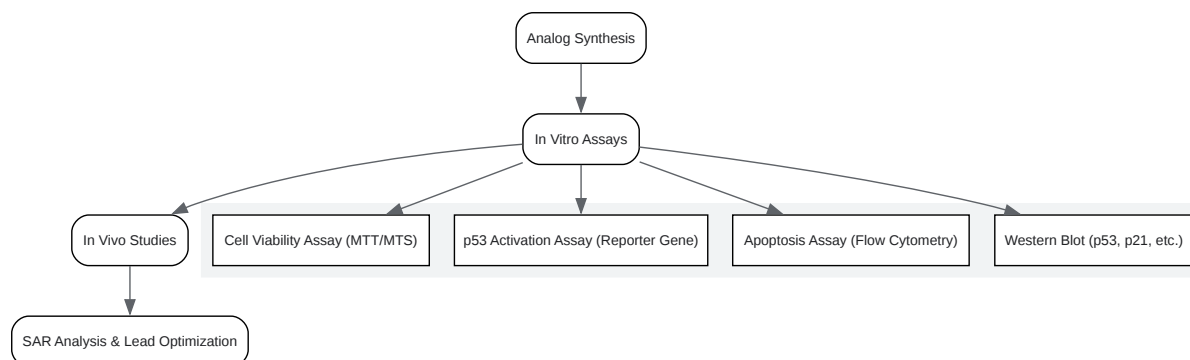 Analog Synthesis
In Vitro Assays
In Vivo Studies
Cell Viability Assay (MTT/MTS)
p53 Activation Assay (Reporter Gene)
Apoptosis Assay (Flow Cytometry)
Western Blot (p53, p21, etc.)
SAR Analysis & Lead Optimization